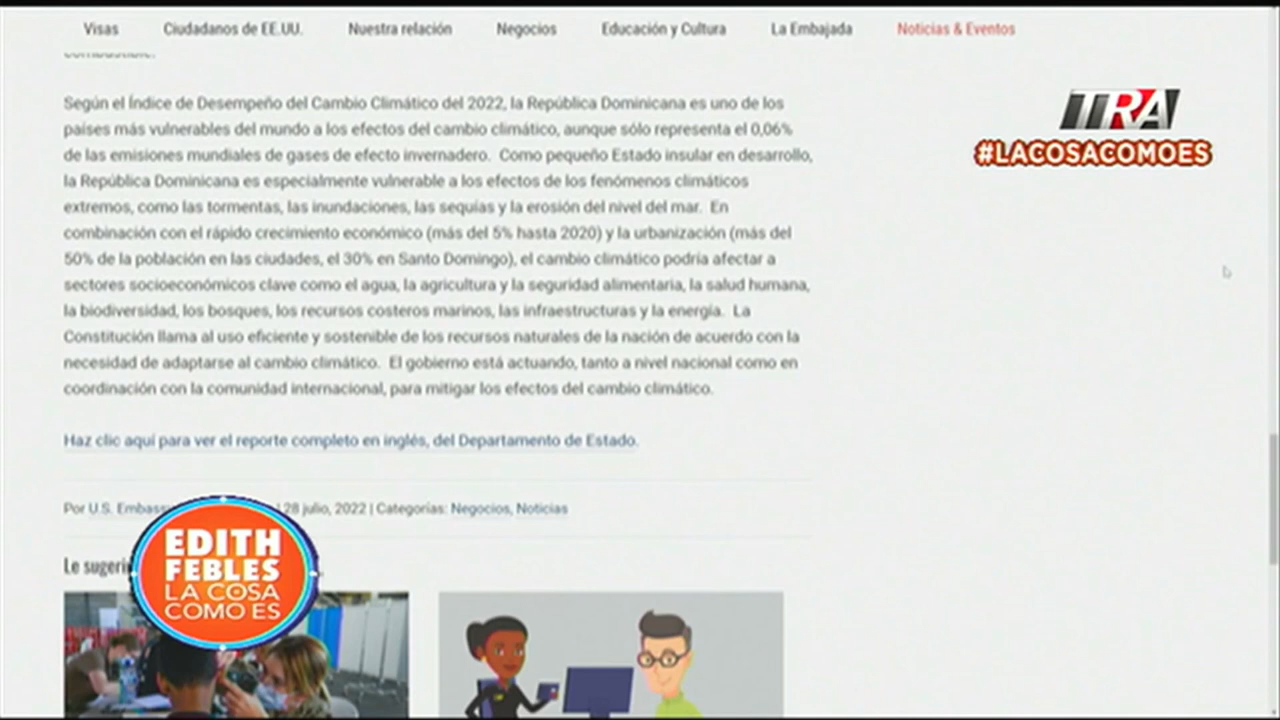 Visas Ciudadanos de EE.UU. Nuestra relación Negocios Educación y Cultura La Embajada Noticias & Eventos
combustible.
TRA
#LACOSACOMOES
Según el Índice de Desempeño del Cambio Climático del 2022, la República Dominicana es uno de los
países más vulnerables del mundo a los efectos del cambio climático, aunque sólo representa el 0,06%
de las emisiones mundiales de gases de efecto invernadero. Como pequeño Estado insular en desarrollo,
la República Dominicana es especialmente vulnerable a los efectos de los fenómenos climáticos
extremos, como las tormentas, las inundaciones, las sequías y la erosión del nivel del mar. En
combinación con el rápido crecimiento económico (más del 5% hasta 2020) y la urbanización (más del
50% de la población en las ciudades, el 30% en Santo Domingo), el cambio climático podría afectar a
sectores socioeconómicos clave como el agua, la agricultura y la seguridad alimentaria, la salud humana,
la biodiversidad, los bosques, los recursos costeros marinos, las infraestructuras y la energía. La
Constitución llama al uso eficiente y sostenible de los recursos naturales de la nación de acuerdo con la
necesidad de adaptarse al cambio climático. El gobierno está actuando, tanto a nivel nacional como en
coordinación con la comunidad internacional, para mitigar los efectos del cambio climático.
Haz clic aquí para ver el reporte completo en inglés, del Departamento de Estado.
Por U.S. | 28 julio, 2022 | Categorías: Negocios, Noticias
Le
EDITH
FEBLES
LA COSA
COMO ES